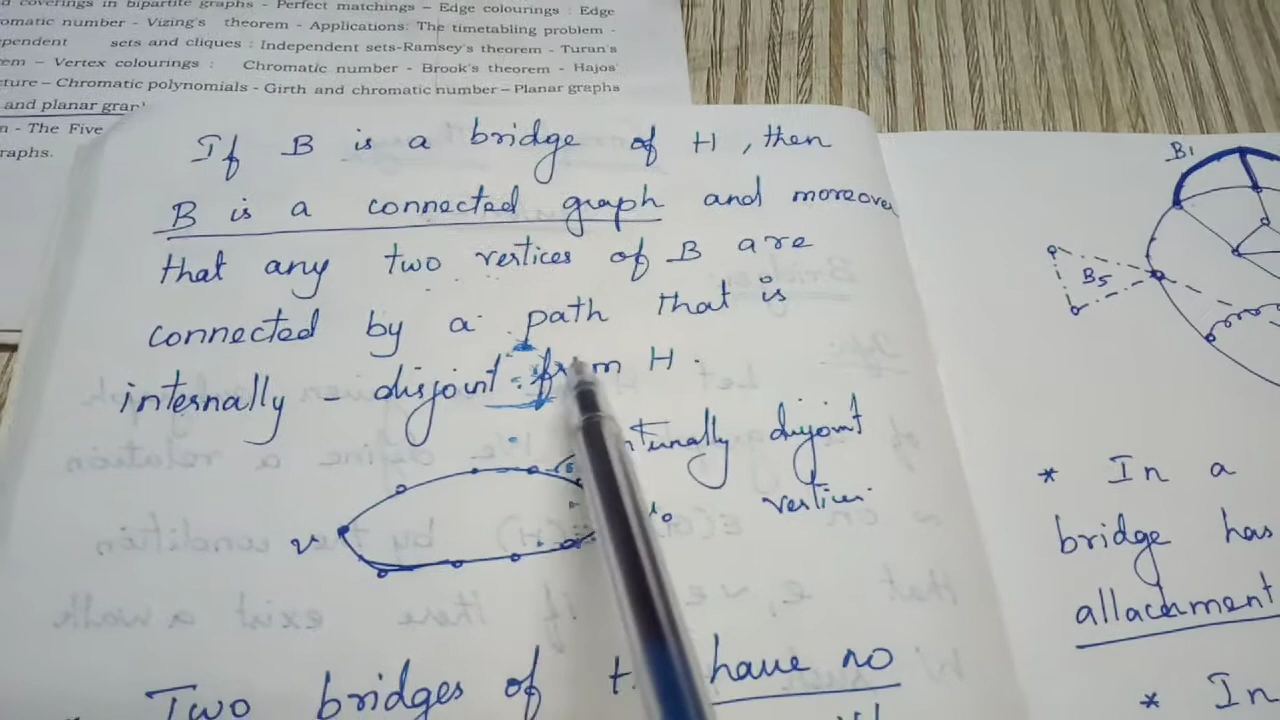 d coverings in bipartite graphs - Perfect matchings – Edge colourings : Edge
omatic number - Vizing's theorem - Applications: The timetabling problem -
pendent sets and cliques : Independent sets-Ramsey's theorem - Turan's
em – Vertex colourings : Chromatic number - Brook's theorem - Hajos'
cture – Chromatic polynomials - Girth and chromatic number – Planar graphs
and planar grap
n - The Five
raphs.
If B is a bridge of H, then
B is a connected graph and moreover
that any two vertices of B are
connected by a path that is
internally - disjoint from H.
internally disjoint
vertices.
v
Two bridges of have no
B1
B5
* In a
bridge has
attachment
* In